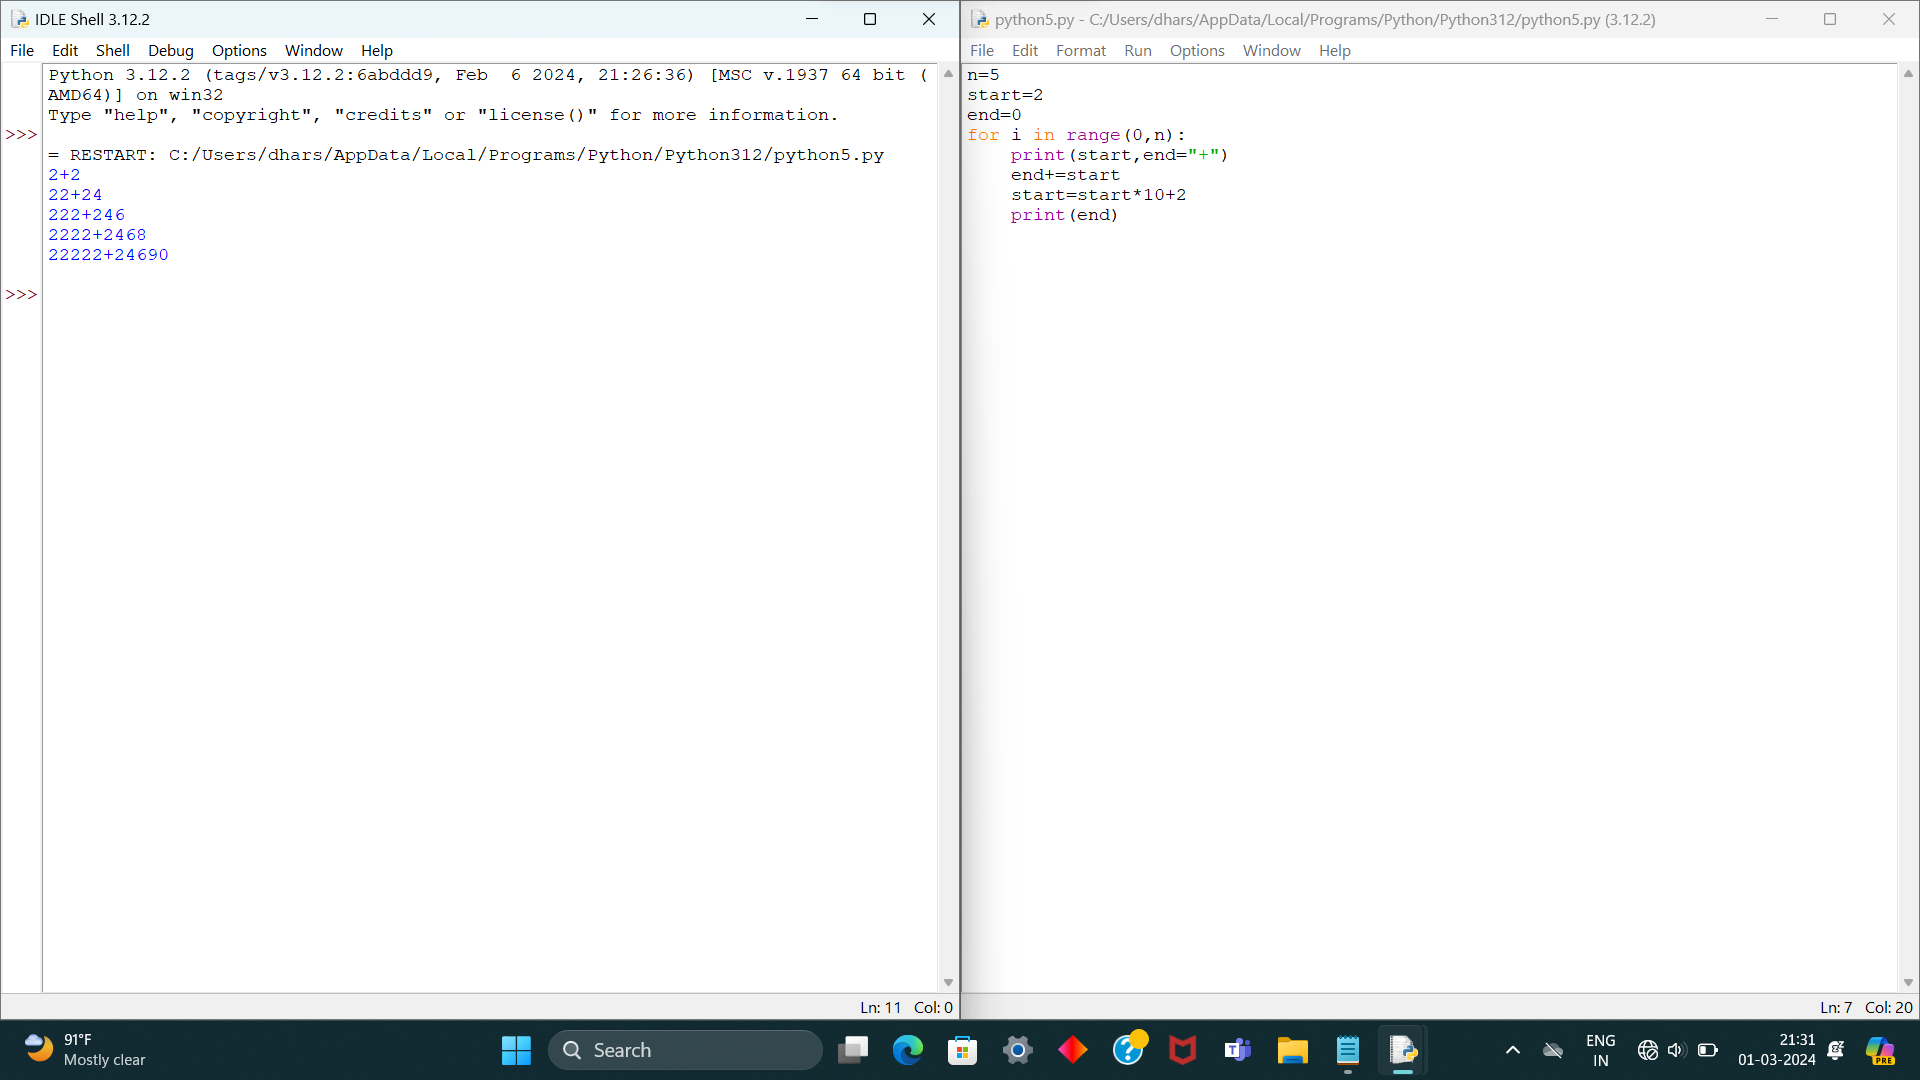 IDLE Shell 3.12.2
File Edit Shell Debug Options Window Help
Python 3.12.2 (tags/v3.12.2:6abddd9, Feb  6 2024, 21:26:36) [MSC v.1937 64 bit (
AMD64)] on win32
Type "help", "copyright", "credits" or "license()" for more information.
>>>
= RESTART: C:/Users/dhars/AppData/Local/Programs/Python/Python312/python5.py
2+2
22+24
222+246
2222+2468
22222+24690
>>>
Ln: 11 Col: 0
python5.py - C:/Users/dhars/AppData/Local/Programs/Python/Python312/python5.py (3.12.2)
File Edit Format Run Options Window Help
n=5
start=2
end=0
for i in range(0,n):
    print(start,end="+")
    end+=start
    start=start*10+2
    print(end)
Ln: 7 Col: 20
91°F
Mostly clear
Search
ENG
IN
21:31
01-03-2024
PRE